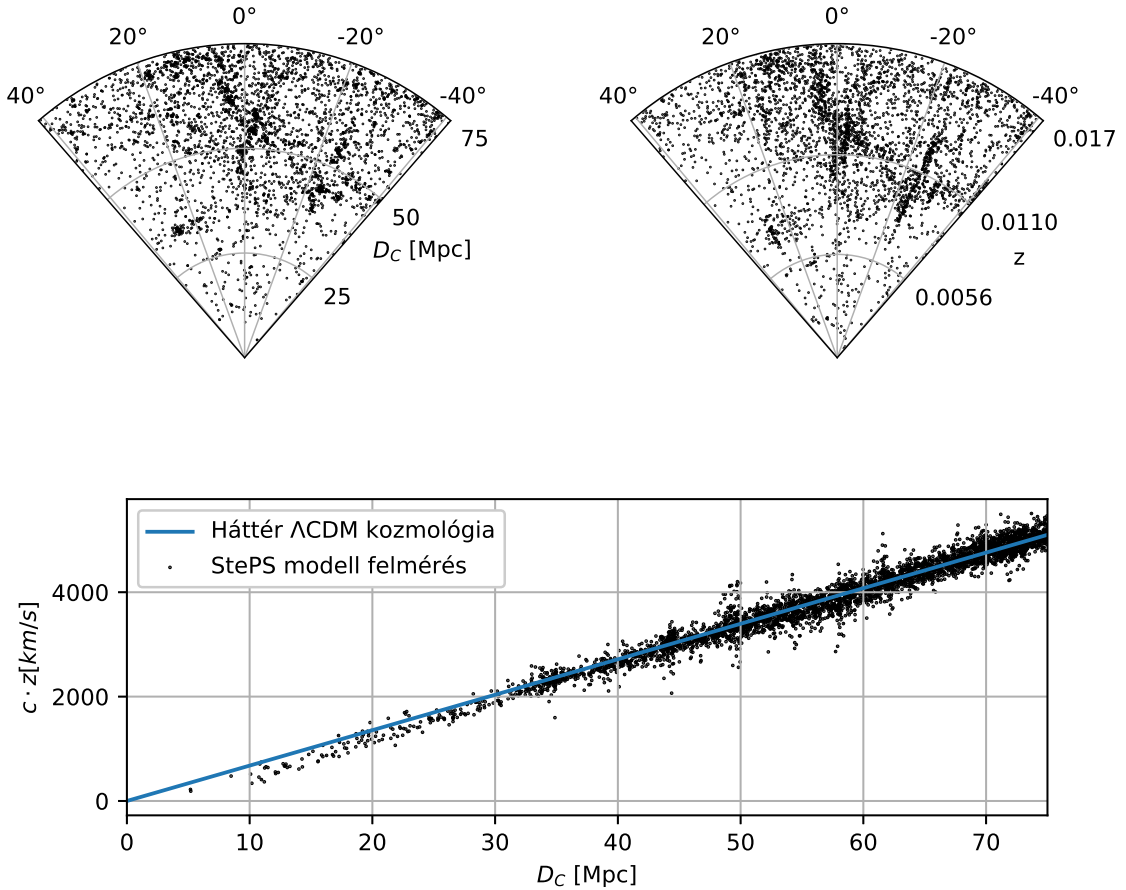 0° 0°
20° -20° 20° -20°
40° -40° 40° -40°
75 0.017
50 0.0110
D_C [Mpc] z
25 0.0056
Háttér ΛCDM kozmológia
StePS modell felmérés
4000
2000
0
c · z[km/s]
0 10 20 30 40 50 60 70
D_C [Mpc]